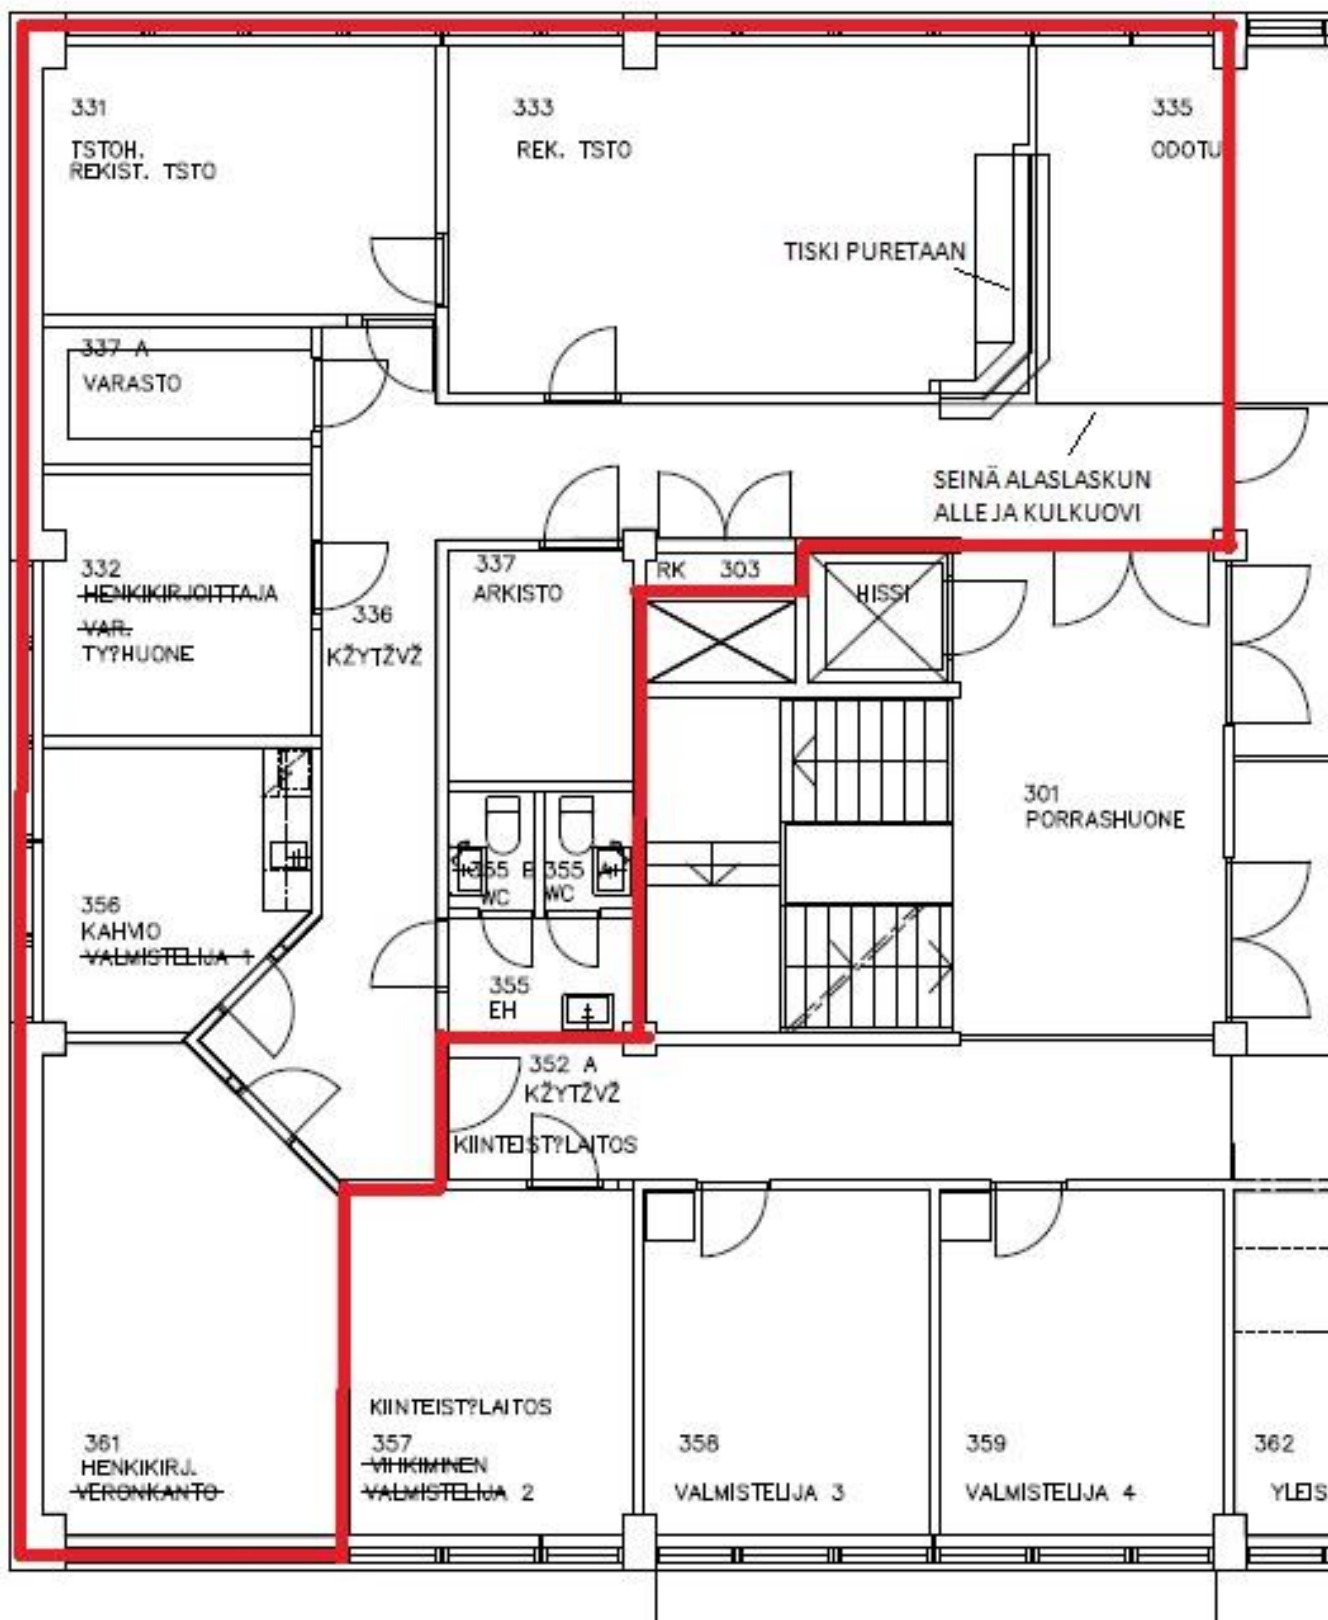 331
TSTOH.
REKIST. TSTO
333
REK. TSTO
335
ODOTU
TISKI PURETAAN
337 A
VARASTO
SEINÄ ALASLASKUN
ALLE JA KULKUOVI
332
HENKIKIRJOITTAJA
VAR.
TY?HUONE
336
KŽYTŽVŽ
337
ARKISTO
RK 303
HISSI
301
PORRASHUONE
356
KAHVIO
VALMISTELIJA 1
355 B
WC
355 A
WC
355
EH
352 A
KŽYTŽVŽ
KIINTEIST?LAITOS
361
HENKIKIRJ.
VERONKANTO
KIINTEIST?LAITOS
357
VIHKIMINEN
VALMISTELIJA 2
358
VALMISTELIJA 3
359
VALMISTELIJA 4
362
YLEIS